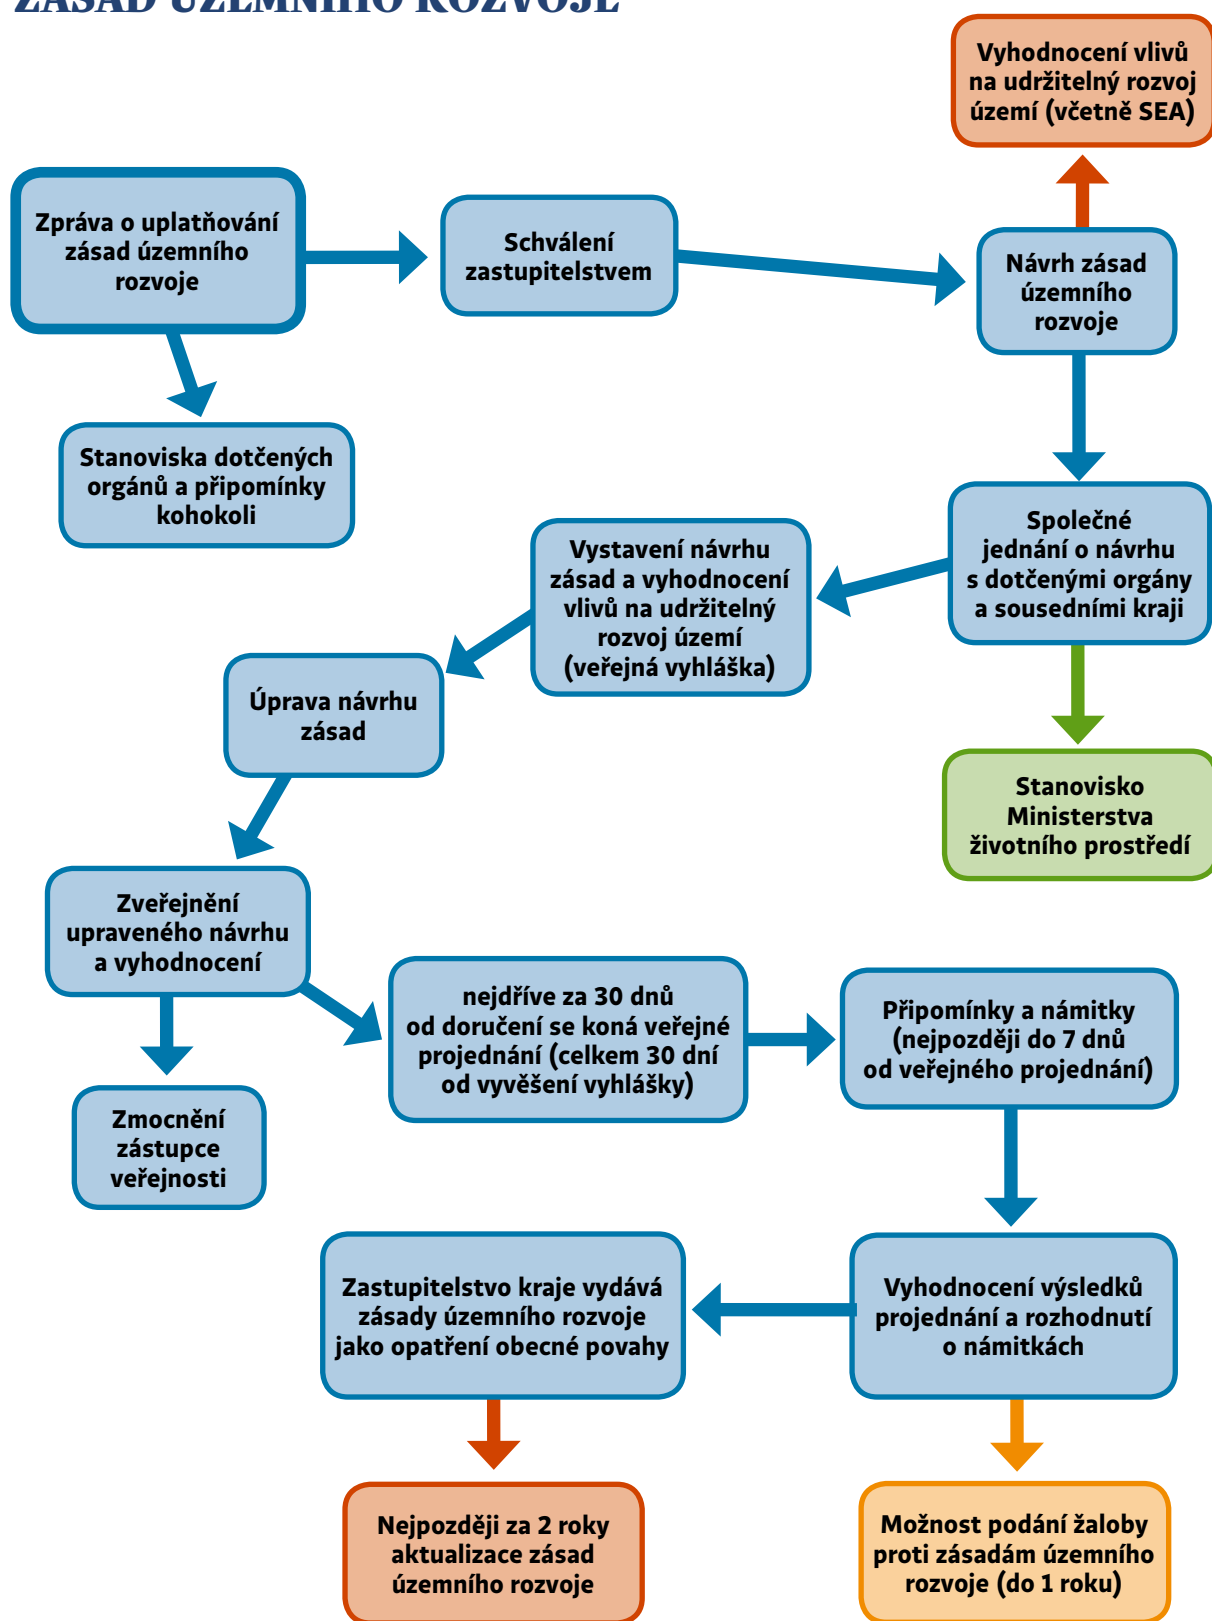 ZÁSAD ÚZEMNÍHO ROZVOJE
Vyhodnocení vlivů
na udržitelný rozvoj
území (včetně SEA)
Zpráva o uplatňování
zásad územního
rozvoje
Schválení
zastupitelstvem
Návrh zásad
územního
rozvoje
Stanoviska dotčených
orgánů a připomínky
kohokoli
Společné
jednání o návrhu
s dotčenými orgány
a sousedními kraji
Vystavení návrhu
zásad a vyhodnocení
vlivů na udržitelný
rozvoj území
(veřejná vyhláška)
Úprava návrhu
zásad
Stanovisko
Ministerstva
životního prostředí
Zveřejnění
upraveného návrhu
a vyhodnocení
nejdříve za 30 dnů
od doručení se koná veřejné
projednání (celkem 30 dní
od vyvěšení vyhlášky)
Připomínky a námitky
(nejpozději do 7 dnů
od veřejného projednání)
Zmocnění
zástupce
veřejnosti
Zastupitelstvo kraje vydává
zásady územního rozvoje
jako opatření obecné povahy
Vyhodnocení výsledků
projednání a rozhodnutí
o námitkách
Nejpozději za 2 roky
aktualizace zásad
územního rozvoje
Možnost podání žaloby
proti zásadám územního
rozvoje (do 1 roku)